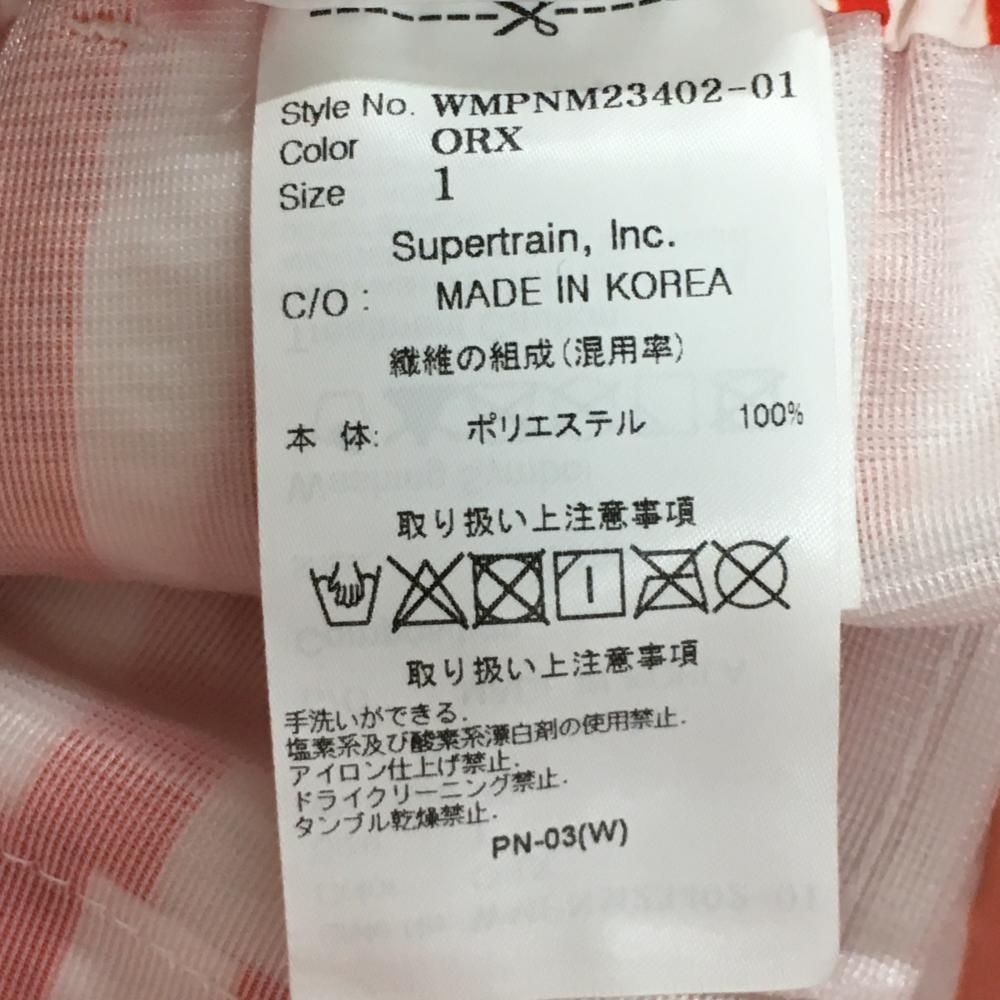 Style No. WMPNM23402-01
Color ORX
Size 1
Supertrain, Inc.
C/O : MADE IN KOREA
繊維の組成(混用率)
本 体: ポリエステル 100%
取り扱い上注意事項
取り扱い上注意事項
手洗いができる.
塩素系及び酸素系漂白剤の使用禁止.
アイロン仕上げ禁止.
ドライクリーニング禁止.
タンブル乾燥禁止.
PN-03(W)